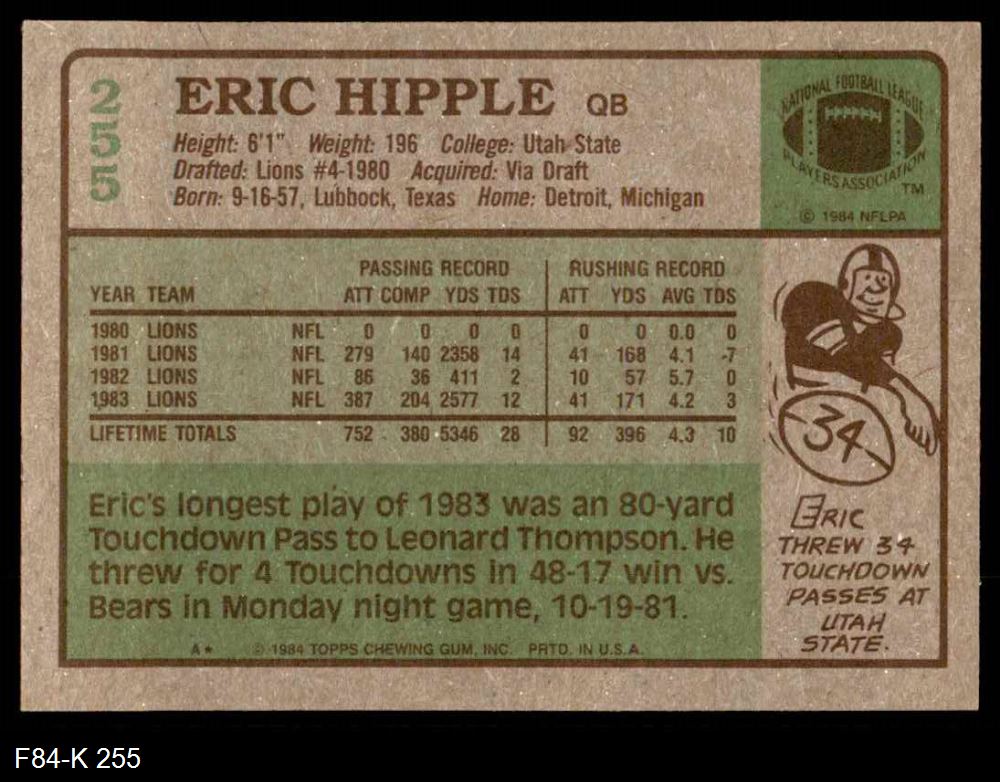 255
ERIC HIPPLE QB
Height: 6'1" Weight: 196 College: Utah State
Drafted: Lions #4-1980 Acquired: Via Draft
Born: 9-16-57, Lubbock, Texas Home: Detroit, Michigan
NATIONAL FOOTBALL LEAGUE
PLAYERS ASSOCIATION
TM
© 1984 NFLPA
PASSING RECORD RUSHING RECORD
YEAR TEAM ATT COMP YDS TDS ATT YDS AVG TDS
1980 LIONS NFL 0 0 0 0 0 0 0.0 0
1981 LIONS NFL 279 140 2358 14 41 168 4.1 -7
1982 LIONS NFL 86 36 411 2 10 57 5.7 0
1983 LIONS NFL 387 204 2577 12 41 171 4.2 3
LIFETIME TOTALS 752 380 5346 28 92 396 4.3 10
34
Eric's longest play of 1983 was an 80-yard
Touchdown Pass to Leonard Thompson. He
threw for 4 Touchdowns in 48-17 win vs.
Bears in Monday night game, 10-19-81.
A* © 1984 TOPPS CHEWING GUM, INC. PRTD. IN U.S.A.
ERIC
THREW 34
TOUCHDOWN
PASSES AT
UTAH
STATE.
F84-K 255